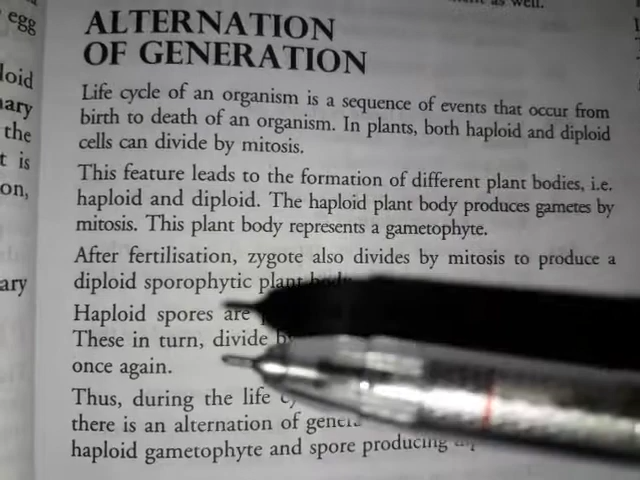 as well.
egg
ALTERNATION
OF GENERATION
loid
ary
the
t is
on,
ary
Life cycle of an organism is a sequence of events that occur from
birth to death of an organism. In plants, both haploid and diploid
cells can divide by mitosis.
This feature leads to the formation of different plant bodies, i.e.
haploid and diploid. The haploid plant body produces gametes by
mitosis. This plant body represents a gametophyte.
After fertilisation, zygote also divides by mitosis to produce a
diploid sporophytic plant body
Haploid spores are
These in turn, divide
once again.
Thus, during the life
there is an alternation of
haploid gametophyte and spore producing